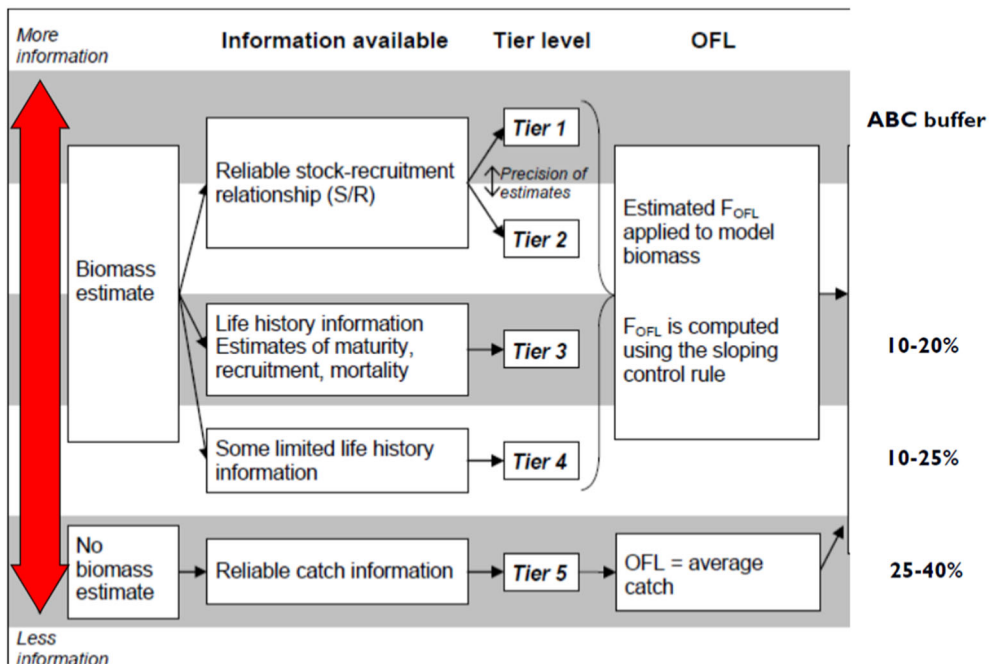 More
information
Information available
Tier level
OFL
ABC buffer
Biomass
estimate
Reliable stock-recruitment
relationship (S/R)
Tier 1
Precision of
estimates
Tier 2
Estimated FOFL
applied to model
biomass
FOFL is computed
using the sloping
control rule
Life history information
Estimates of maturity,
recruitment, mortality
Tier 3
10-20%
Some limited life history
information
Tier 4
10-25%
No
biomass
estimate
Reliable catch information
Tier 5
OFL = average
catch
25-40%
Less
information